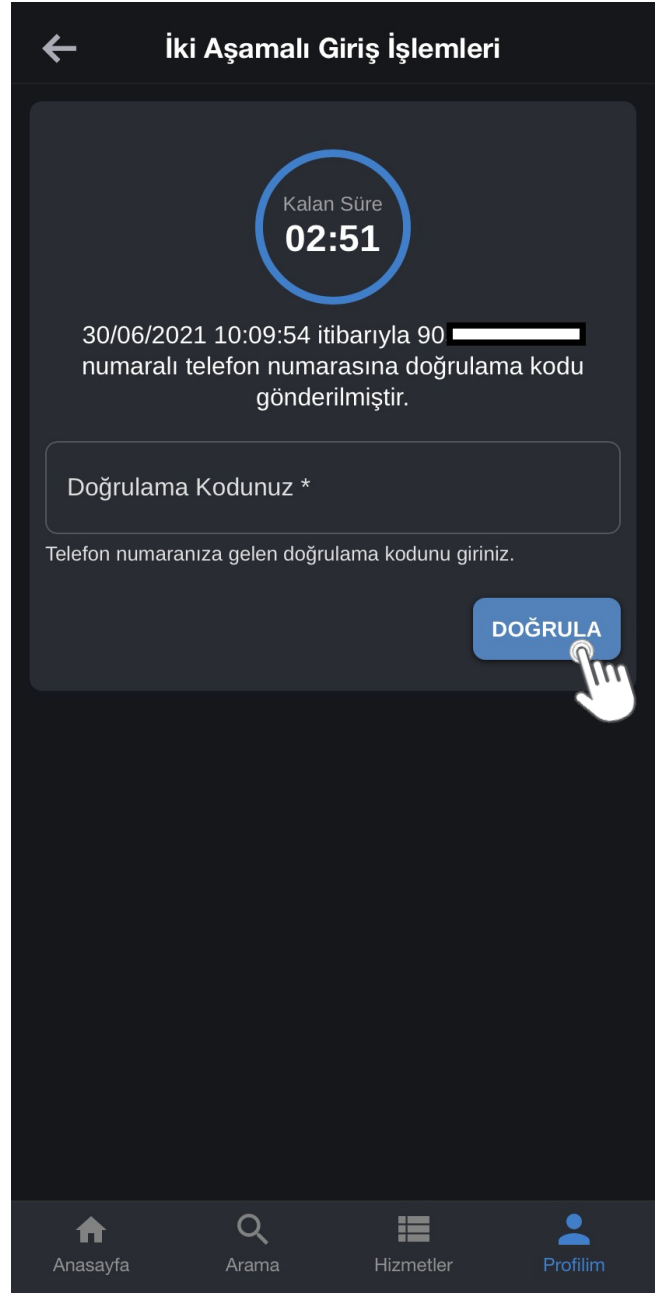 İki Aşamalı Giriş İşlemleri
Kalan Süre
02:51
30/06/2021 10:09:54 itibarıyla 90
numaralı telefon numarasına doğrulama kodu
gönderilmiştir.
Doğrulama Kodunuz *
Telefon numaranıza gelen doğrulama kodunu giriniz.
DOĞRULA
Anasayfa
Arama
Hizmetler
Profilim